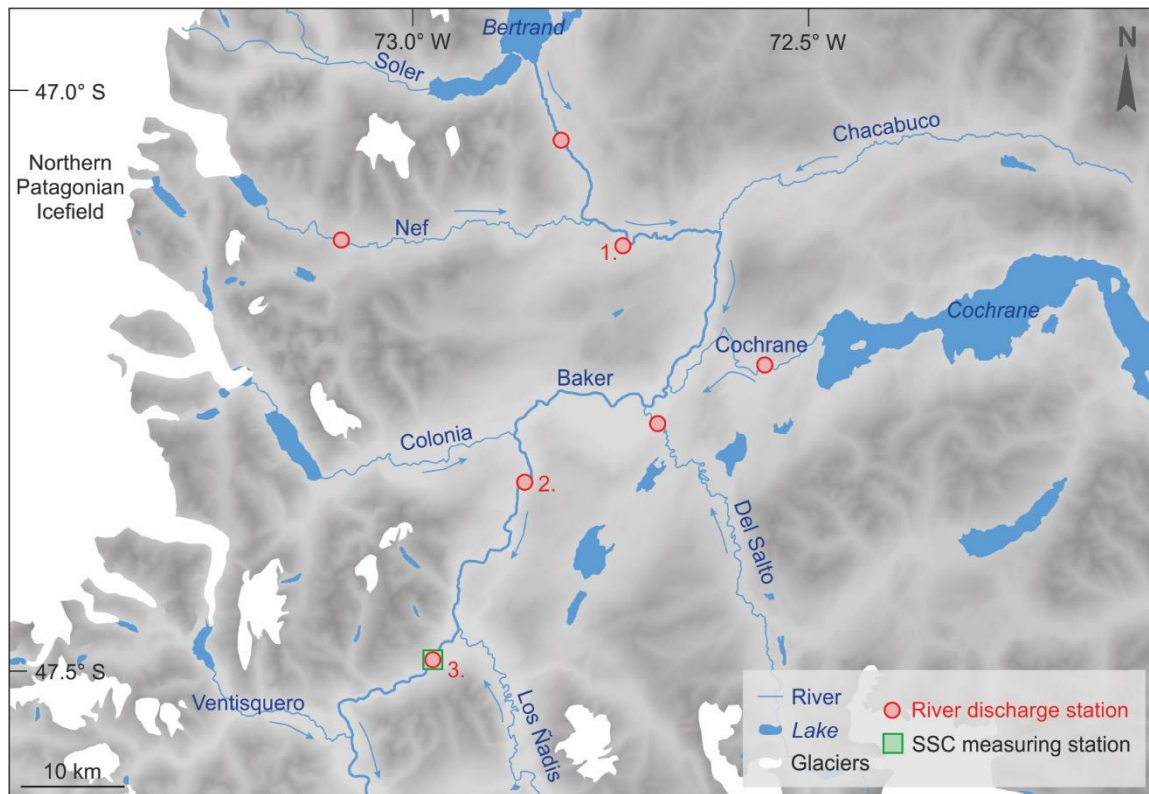 Bertrand
73.0° W
72.5° W
N
Soler
47.0° S
Chacabuco
Northern
Patagonian
Icefield
Nef
1.
Cochrane
Cochrane
Baker
Colonia
2.
Del Salto
47.5° S
3.
Ventisquero
Los Ñadis
River
Lake
Glaciers
River discharge station
SSC measuring station
10 km